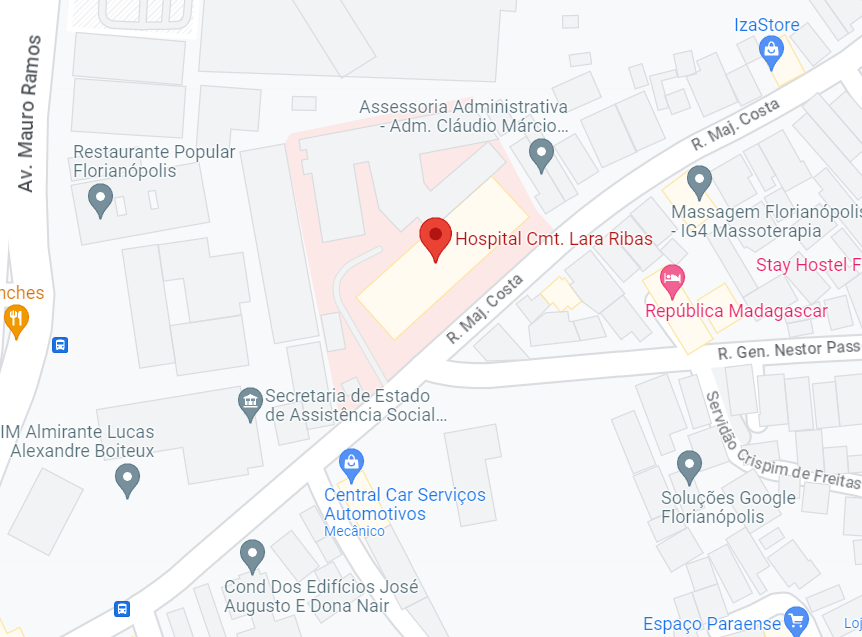 IzaStore
Av. Mauro Ramos
R. Maj. Costa
Assessoria Administrativa
- Adm. Cláudio Márcio...
Restaurante Popular
Florianópolis
Massagem Florianópolis
- IG4 Massoterapia
Hospital Cmt. Lara Ribas
Stay Hostel F
nches
R. Maj. Costa
República Madagascar
R. Gen. Nestor Pass
Secretaria de Estado
de Assistência Social...
Servidão Crispim de Freitas
IM Almirante Lucas
Alexandre Boiteux
Central Car Serviços
Automotivos
Mecânico
Soluções Google
Florianópolis
Cond Dos Edifícios José
Augusto E Dona Nair
Espaço Paraense
Loj